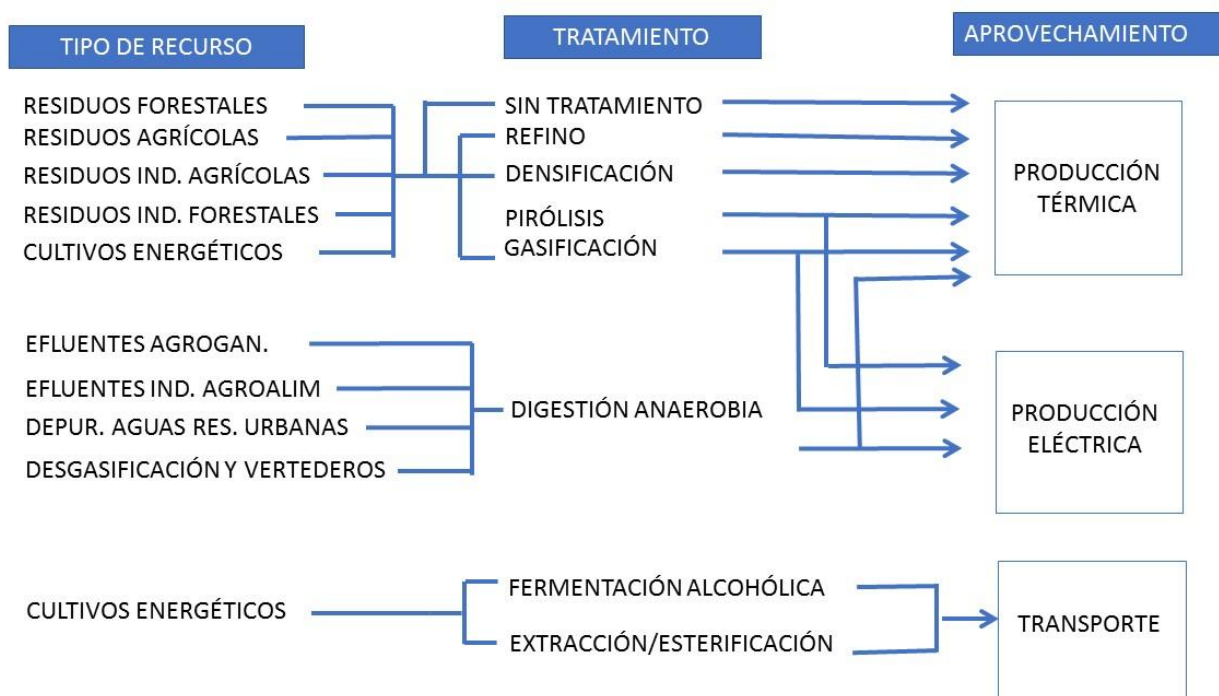 TIPO DE RECURSO
TRATAMIENTO
APROVECHAMIENTO
RESIDUOS FORESTALES
RESIDUOS AGRÍCOLAS
RESIDUOS IND. AGRÍCOLAS
RESIDUOS IND. FORESTALES
CULTIVOS ENERGÉTICOS
SIN TRATAMIENTO
REFINO
DENSIFICACIÓN
PIRÓLISIS
GASIFICACIÓN
PRODUCCIÓN
TÉRMICA
EFLUENTES AGROGAN.
EFLUENTES IND. AGROALIM
DEPUR. AGUAS RES. URBANAS
DESGASIFICACIÓN Y VERTEDEROS
DIGESTIÓN ANAEROBIA
PRODUCCIÓN
ELÉCTRICA
CULTIVOS ENERGÉTICOS
FERMENTACIÓN ALCOHÓLICA
EXTRACCIÓN/ESTERIFICACIÓN
TRANSPORTE